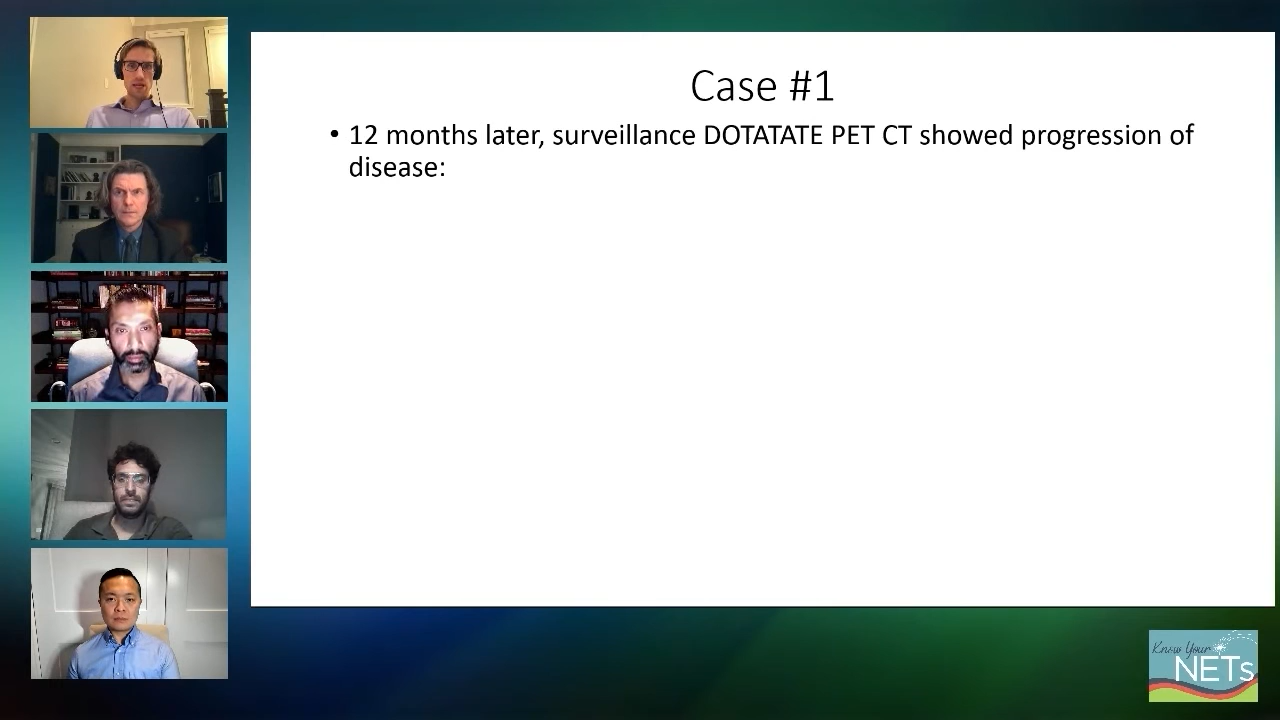 Case #1
• 12 months later, surveillance DOTATATE PET CT showed progression of
disease:
Know Your
NETs